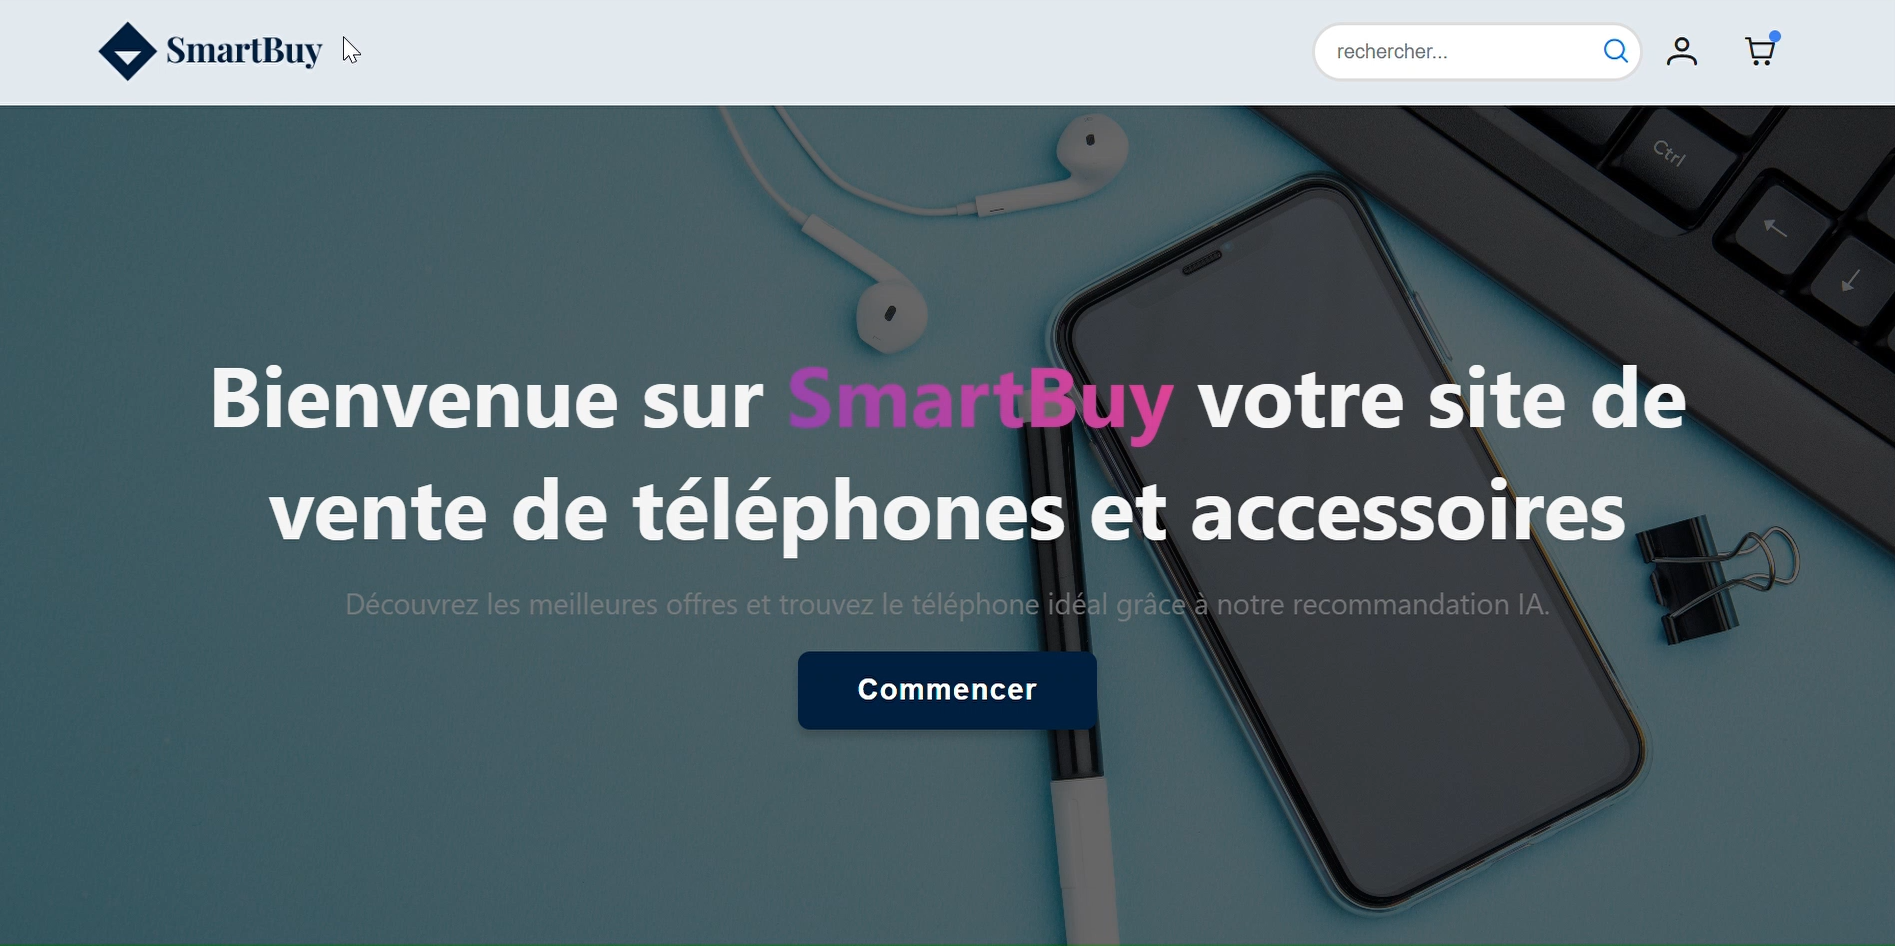 SmartBuy
rechercher...
Ctrl
Bienvenue sur SmartBuy votre site de
vente de téléphones et accessoires
Découvrez les meilleures offres et trouvez le téléphone idéal grâce à notre recommandation IA.
Commencer